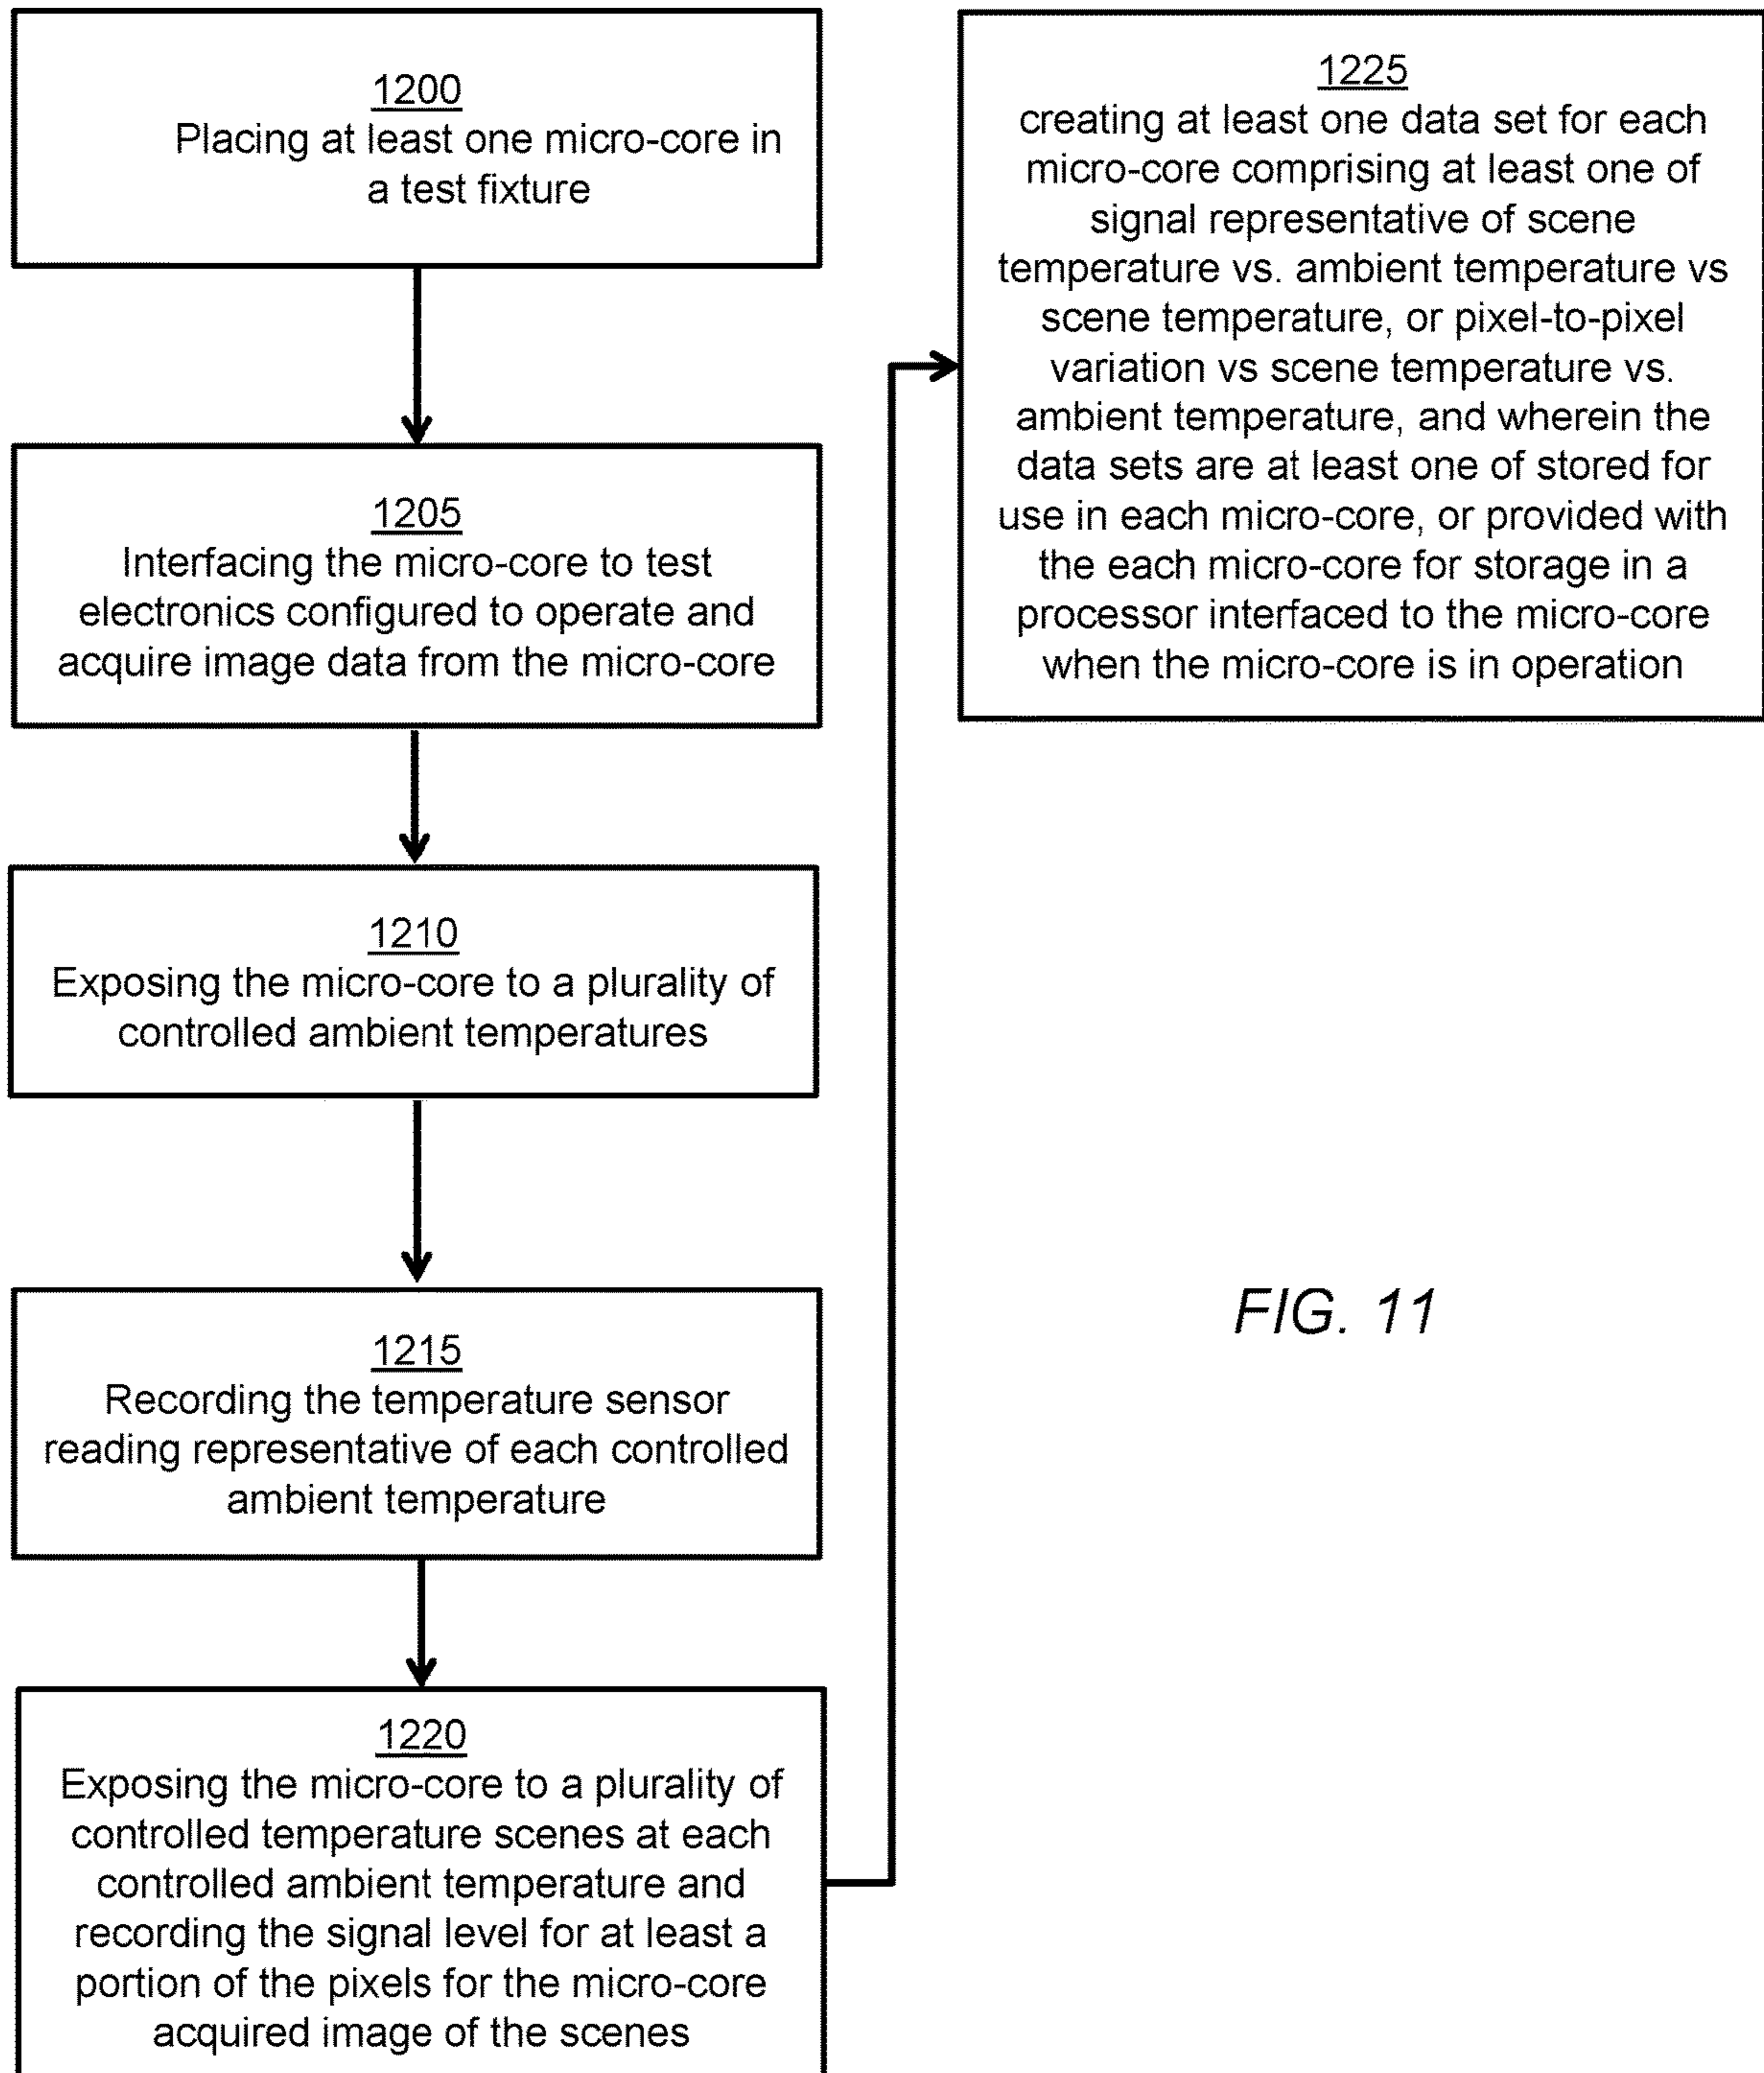 1200
Placing at least one micro-core in
a test fixture
1205
Interfacing the micro-core to test
electronics configured to operate and
acquire image data from the micro-core
1210
Exposing the micro-core to a plurality of
controlled ambient temperatures
1215
Recording the temperature sensor
reading representative of each controlled
ambient temperature
1220
Exposing the micro-core to a plurality of
controlled temperature scenes at each
controlled ambient temperature and
recording the signal level for at least a
portion of the pixels for the micro-core
acquired image of the scenes
1225
creating at least one data set for each
micro-core comprising at least one of
signal representative of scene
temperature vs. ambient temperature vs
scene temperature, or pixel-to-pixel
variation vs scene temperature vs.
ambient temperature, and wherein the
data sets are at least one of stored for
use in each micro-core, or provided with
the each micro-core for storage in a
processor interfaced to the micro-core
when the micro-core is in operation
FIG. 11